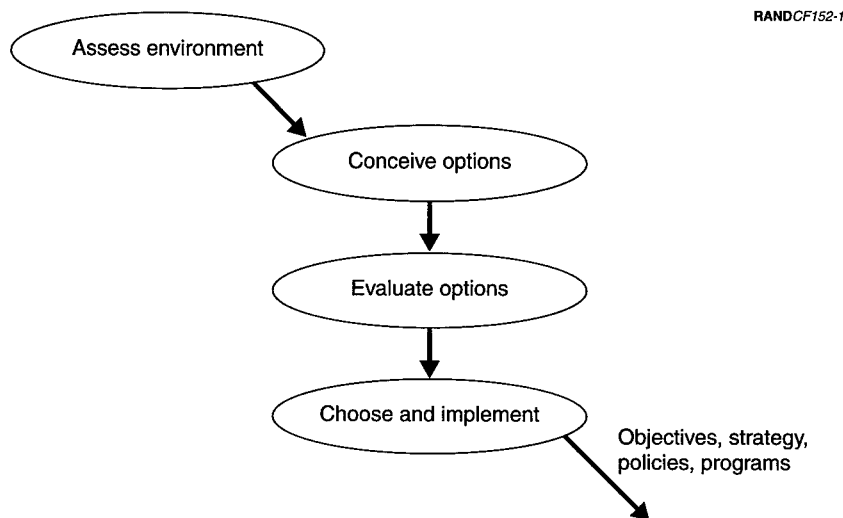 RANDCF152-1
Assess environment
Conceive options
Evaluate options
Choose and implement
Objectives, strategy,
policies, programs